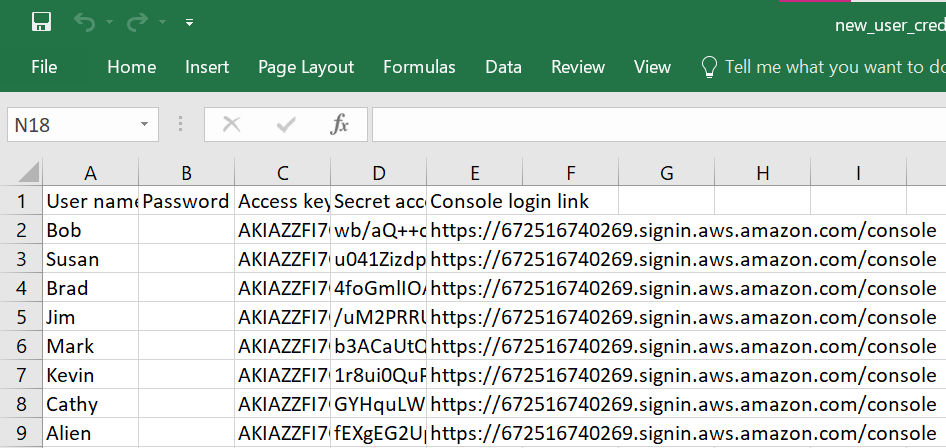 new_user_cred
File Home Insert Page Layout Formulas Data Review View Tell me what you want to do
N18 fx
A B C D E F G H I
1 User name Password Access key Secret acc Console login link
2 Bob AKIAZZFI7 wb/aQ++c https://672516740269.signin.aws.amazon.com/console
3 Susan AKIAZZFI7 u041Zizdp https://672516740269.signin.aws.amazon.com/console
4 Brad AKIAZZFI7 4foGmlIO https://672516740269.signin.aws.amazon.com/console
5 Jim AKIAZZFI7 /uM2PRRU https://672516740269.signin.aws.amazon.com/console
6 Mark AKIAZZFI7 b3ACaUtO https://672516740269.signin.aws.amazon.com/console
7 Kevin AKIAZZFI7 1r8ui0QuF https://672516740269.signin.aws.amazon.com/console
8 Cathy AKIAZZFI7 GYHquLW https://672516740269.signin.aws.amazon.com/console
9 Alien AKIAZZFI7 fEXgEG2U https://672516740269.signin.aws.amazon.com/console